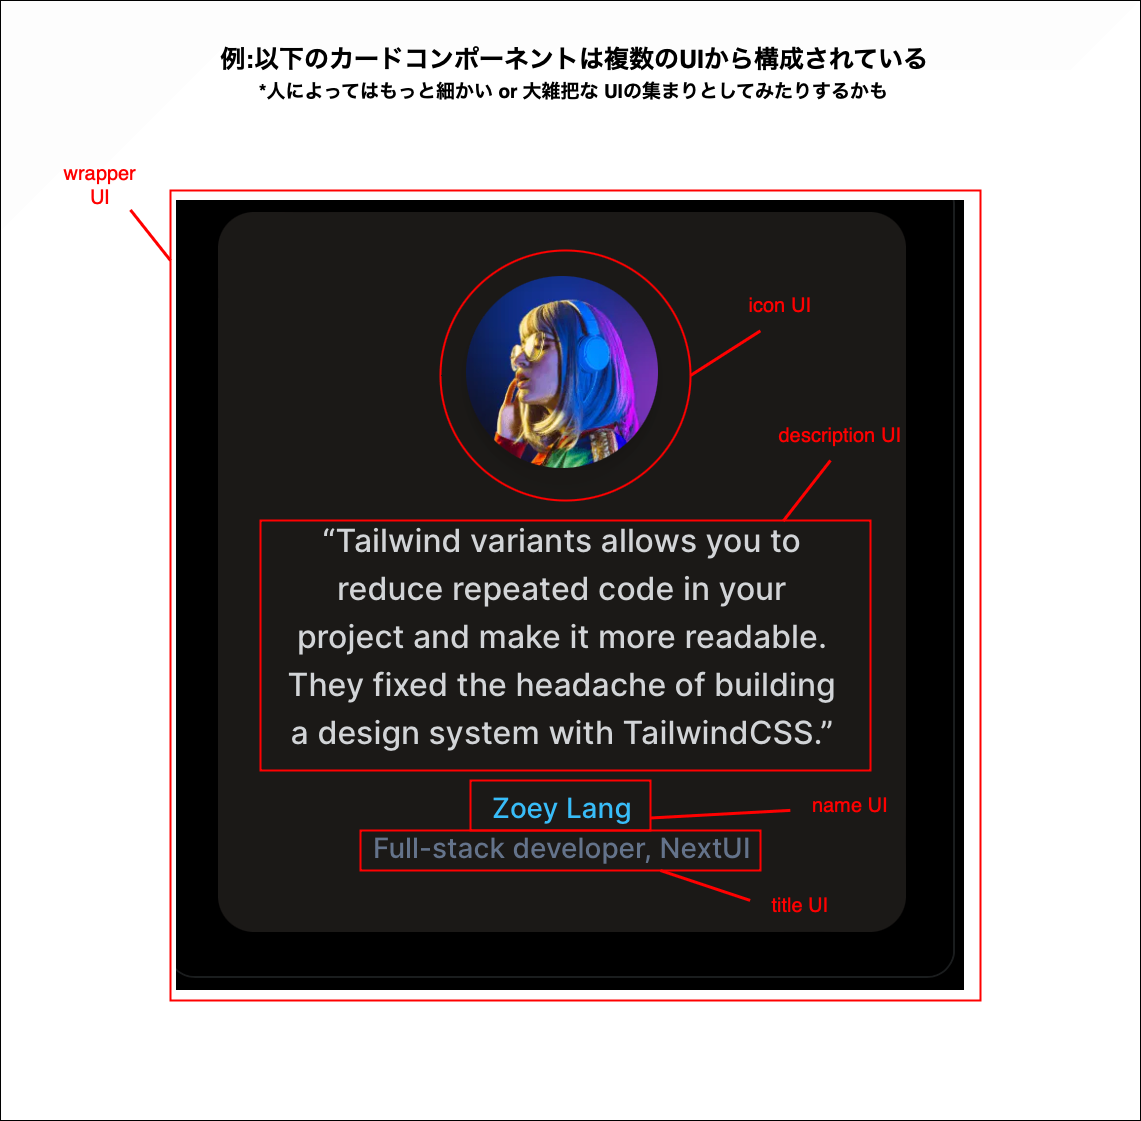 例:以下のカードコンポーネントは複数のUIから構成されている
*人によってはもっと細かい or 大雑把な UIの集まりとしてみたりするかも
wrapper
UI
icon UI
description UI
“Tailwind variants allows you to
reduce repeated code in your
project and make it more readable.
They fixed the headache of building
a design system with TailwindCSS.”
Zoey Lang
name UI
Full-stack developer, NextUI
title UI